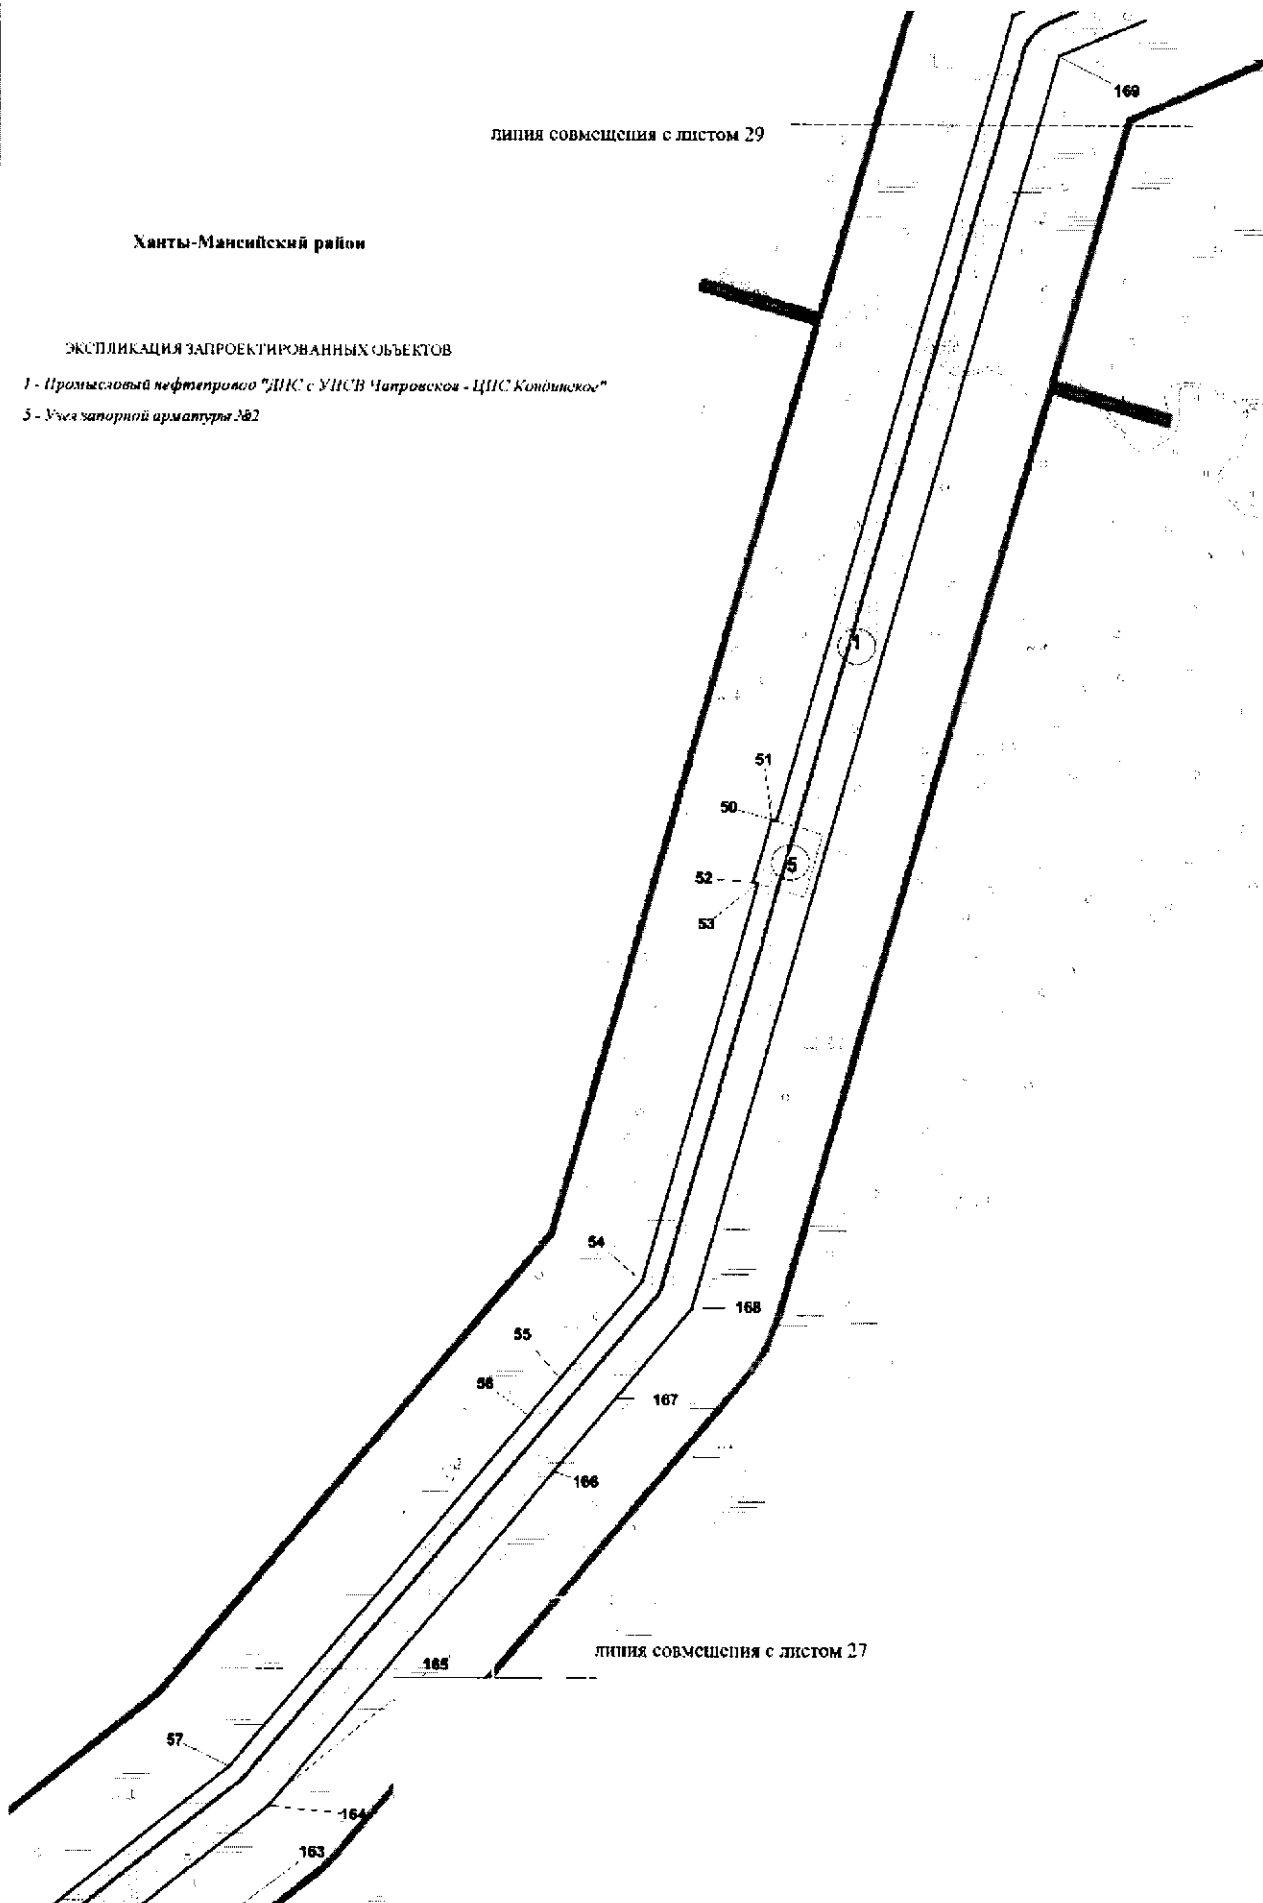 169
линия совмещения с листом 29
Ханты-Мансийский район
ЭКСПЛИКАЦИЯ ЗАПРОЕКТИРОВАННЫХ ОБЪЕКТОВ
1 - Промысловый нефтепровод "ДНС с УПСВ Чапровское - ЦПС Кондинское"
5 - Узел запорной арматуры №2
1
51
50
5
52
53
54
168
55
56
167
166
линия совмещения с листом 27
165
57
164
163